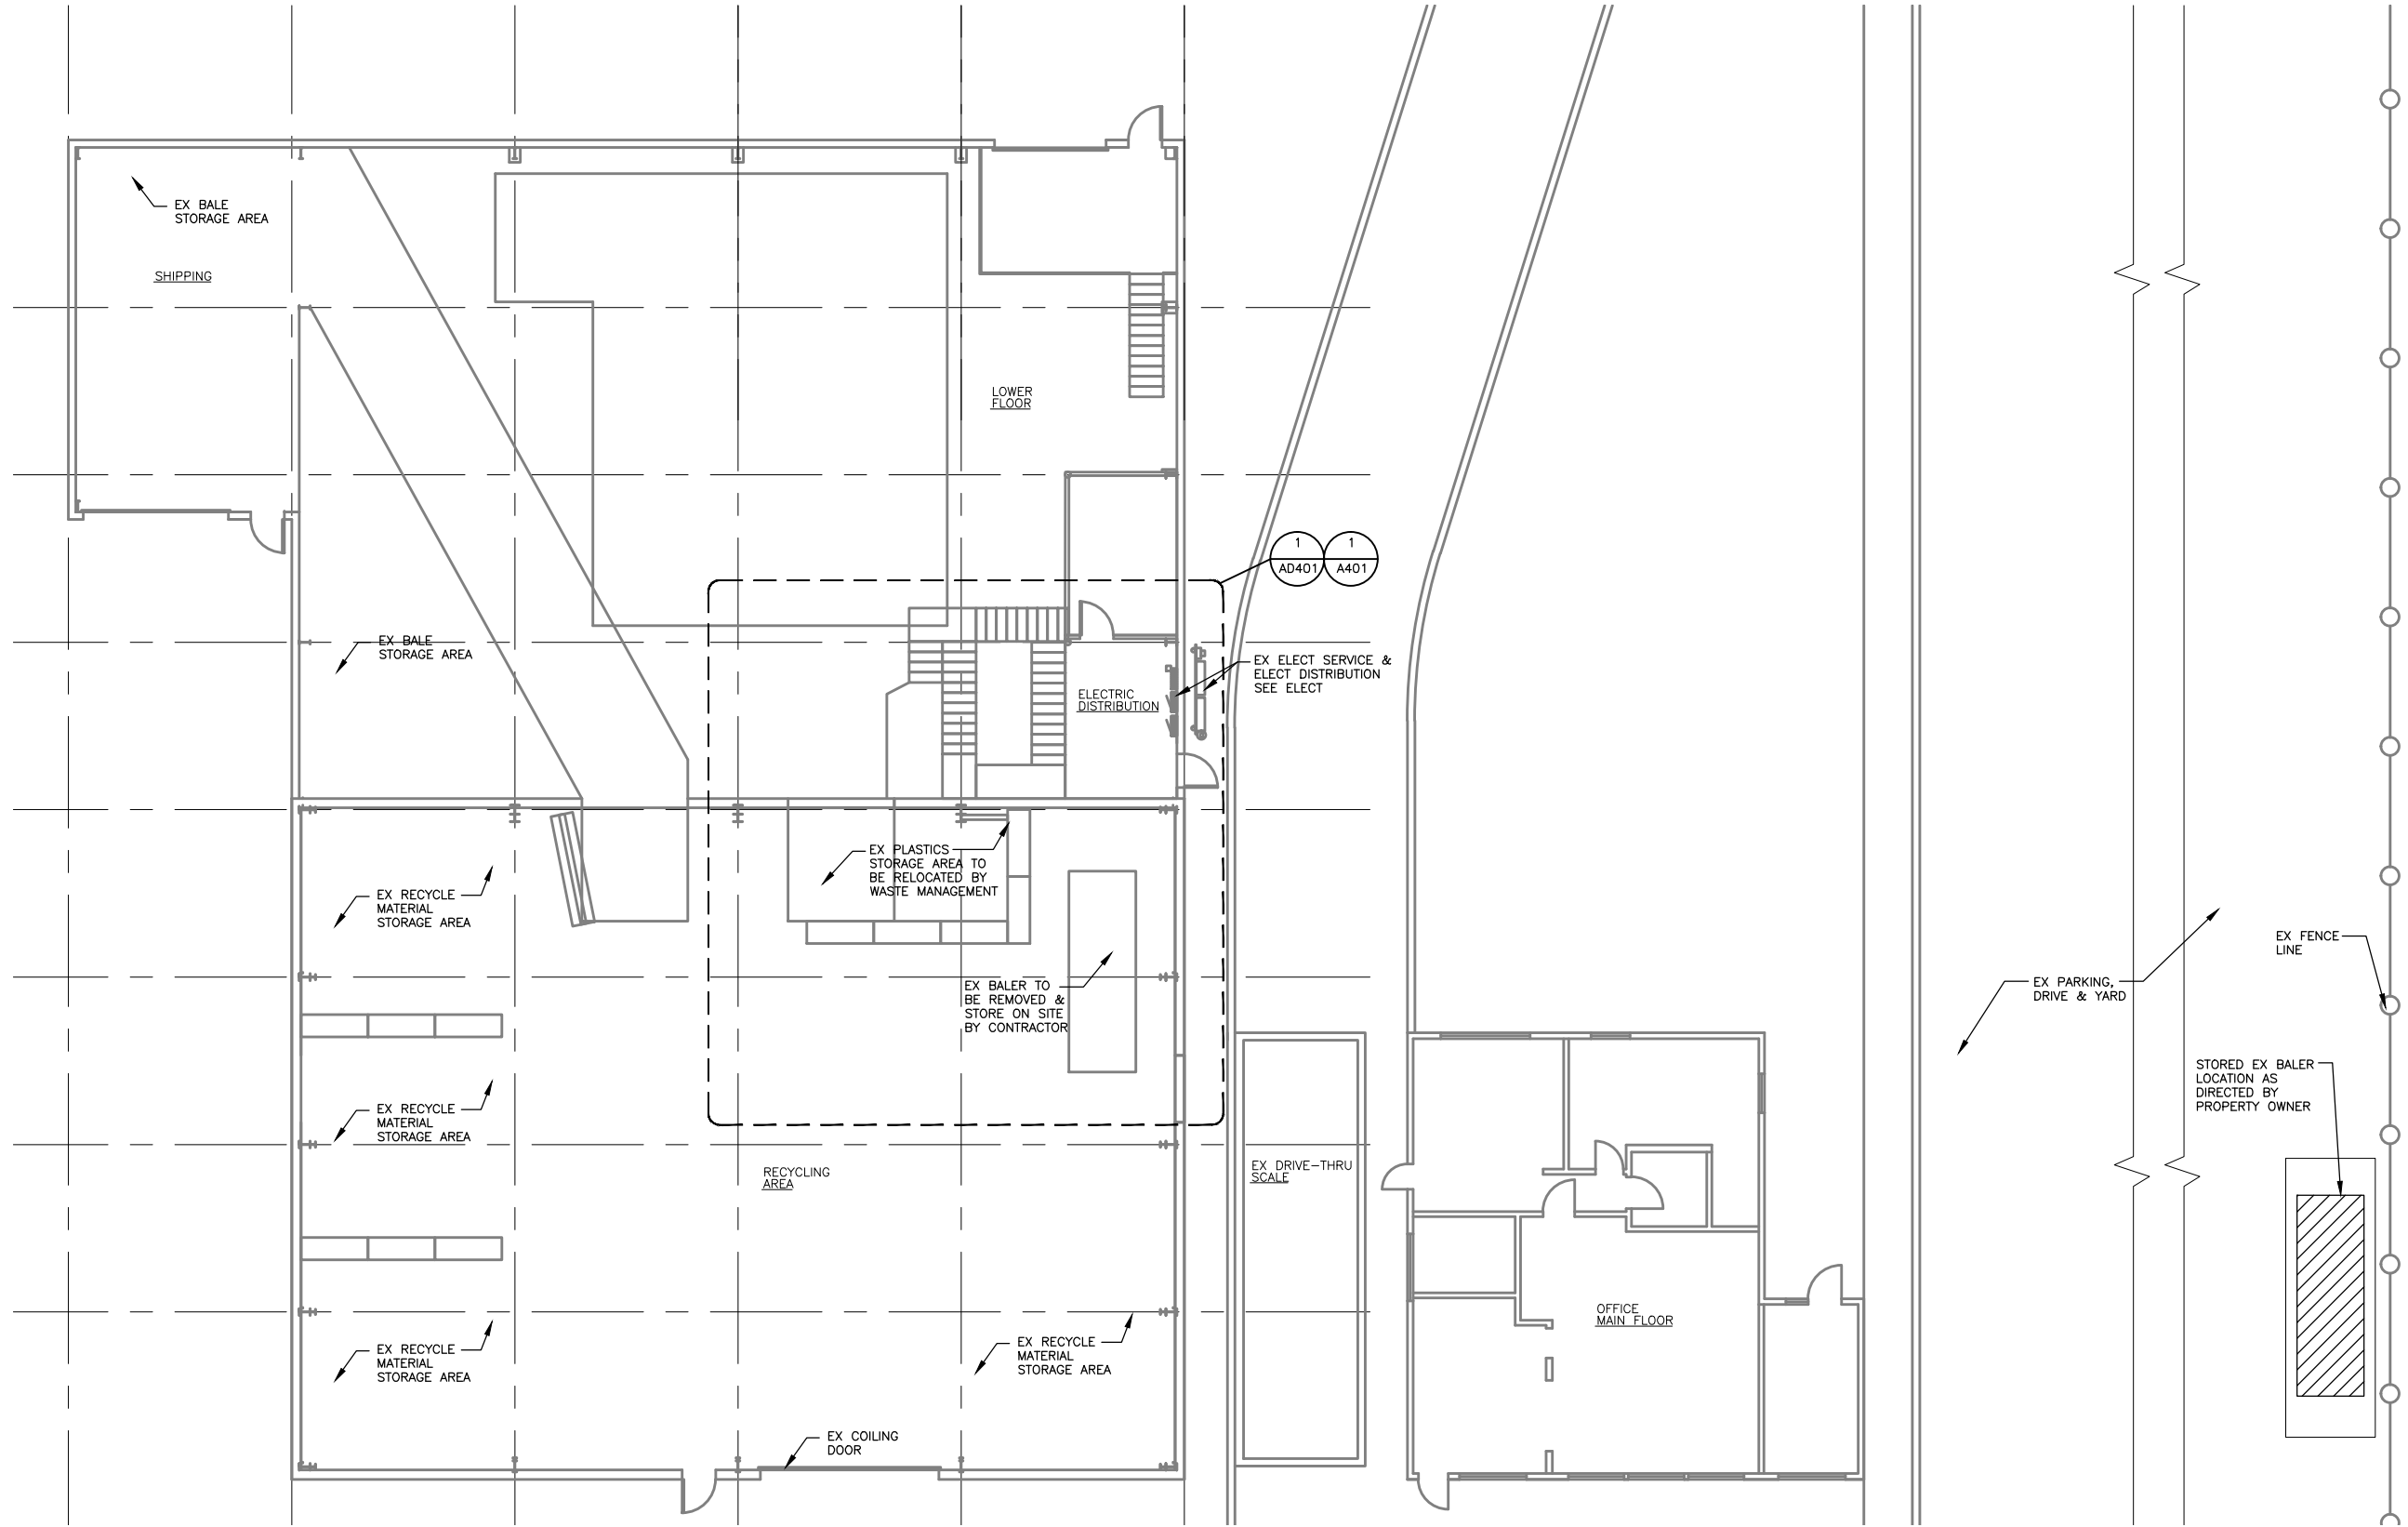 EX BALE
STORAGE AREA
SHIPPING
LOWER
FLOOR
1
AD401
1
A401
EX BALE
STORAGE AREA
EX ELECT SERVICE &
ELECT DISTRIBUTION
SEE ELECT
ELECTRIC
DISTRIBUTION
EX PLASTICS
STORAGE AREA TO
BE RELOCATED BY
WASTE MANAGEMENT
EX RECYCLE
MATERIAL
STORAGE AREA
EX BALER TO
BE REMOVED &
STORE ON SITE
BY CONTRACTOR
EX FENCE
LINE
EX PARKING,
DRIVE & YARD
STORED EX BALER
LOCATION AS
DIRECTED BY
PROPERTY OWNER
EX RECYCLE
MATERIAL
STORAGE AREA
RECYCLING
AREA
EX DRIVE-THRU
SCALE
OFFICE
MAIN FLOOR
EX RECYCLE
MATERIAL
STORAGE AREA
EX RECYCLE
MATERIAL
STORAGE AREA
EX COILING
DOOR